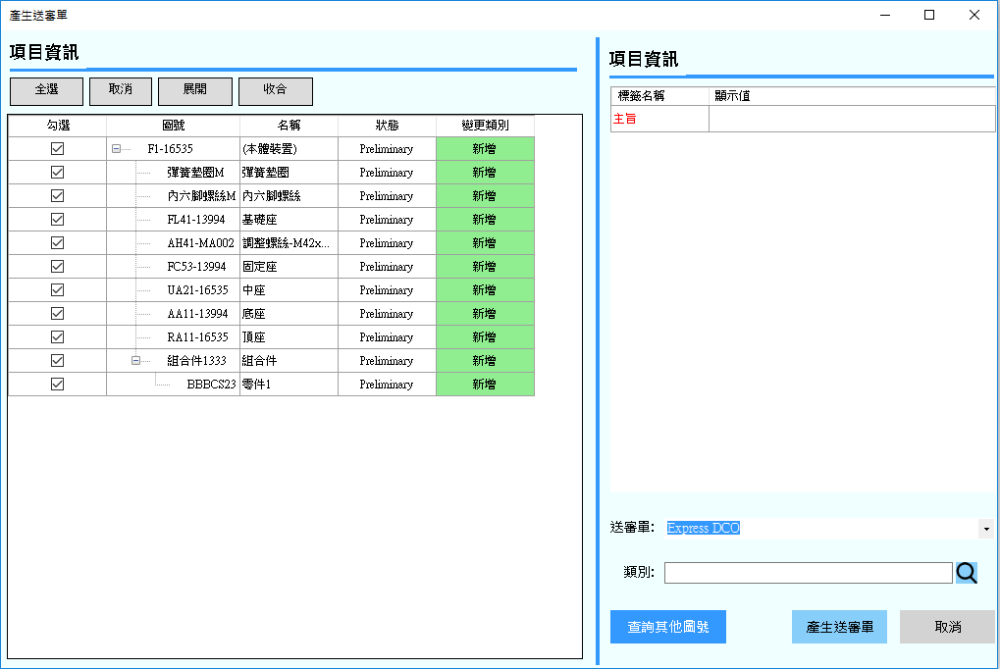 產生送審單
項目資訊
全選 取消 展開 收合
勾選 圖號 名稱 狀態 變更類別
F1-16535 (本體裝置) Preliminary 新增
彈簧墊圈M 彈簧墊圈 Preliminary 新增
內六腳螺絲M 內六腳螺絲 Preliminary 新增
FL41-13994 基礎座 Preliminary 新增
AH41-MA002 調整螺絲-M42x... Preliminary 新增
FC53-13994 固定座 Preliminary 新增
UA21-16535 中座 Preliminary 新增
AA11-13994 底座 Preliminary 新增
RA11-16535 頂座 Preliminary 新增
組合件1333 組合件 Preliminary 新增
BBBCS23 零件1 Preliminary 新增
項目資訊
標籤名稱 顯示值
主旨
送審單: Express DCO
類別:
查詢其他圖號 產生送審單 取消